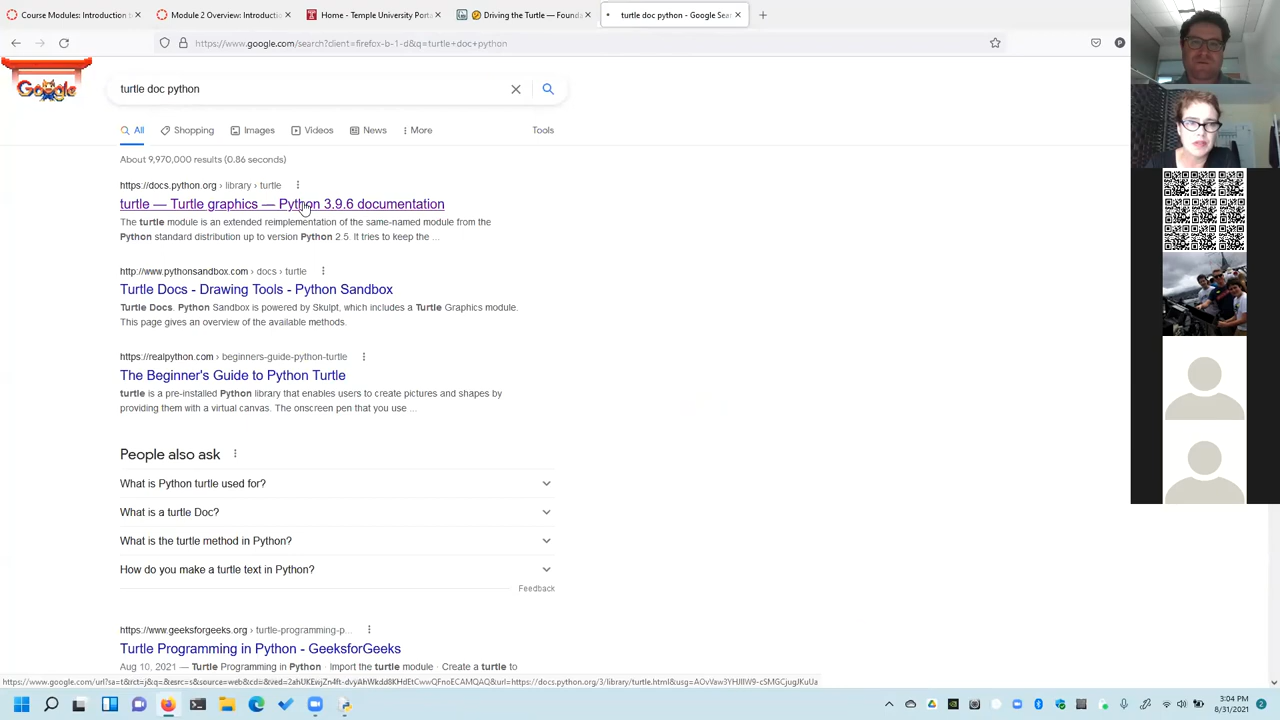 Courses: Modular Introduction t
Module 2 Overview: Introductio
Home - Temple University Portal
Driving the Turtle — Founda
turtle doc python - Google Sea
https://www.google.com/search?client=firefox-b-1-d&q=turtle+doc+python
Google
turtle doc python
All
Shopping
Images
Videos
News
More
Tools
About 9,970,000 results (0.86 seconds)
https://docs.python.org › library › turtle
turtle — Turtle graphics — Python 3.9.6 documentation
The turtle module is an extended reimplementation of the same-named module from the
Python standard distribution up to version Python 2.5. It tries to keep the ...
http://www.pythonsandbox.com › docs › turtle
Turtle Docs - Drawing Tools - Python Sandbox
Turtle Docs. Python Sandbox is powered by Skulpt, which includes a Turtle Graphics module.
This page gives an overview of the available methods.
https://realpython.com › beginners-guide-python-turtle
The Beginner's Guide to Python Turtle
turtle is a pre-installed Python library that enables users to create pictures and shapes by
providing them with a virtual canvas. The onscreen pen that you use ...
People also ask
What is Python turtle used for?
What is a turtle Doc?
What is the turtle method in Python?
How do you make a turtle text in Python?
Feedback
https://www.geeksforgeeks.org › turtle-programming-p...
Turtle Programming in Python - GeeksforGeeks
Aug 10, 2021 — Turtle Programming in Python · Import the turtle module · Create a turtle to
3:04 PM
8/31/2021